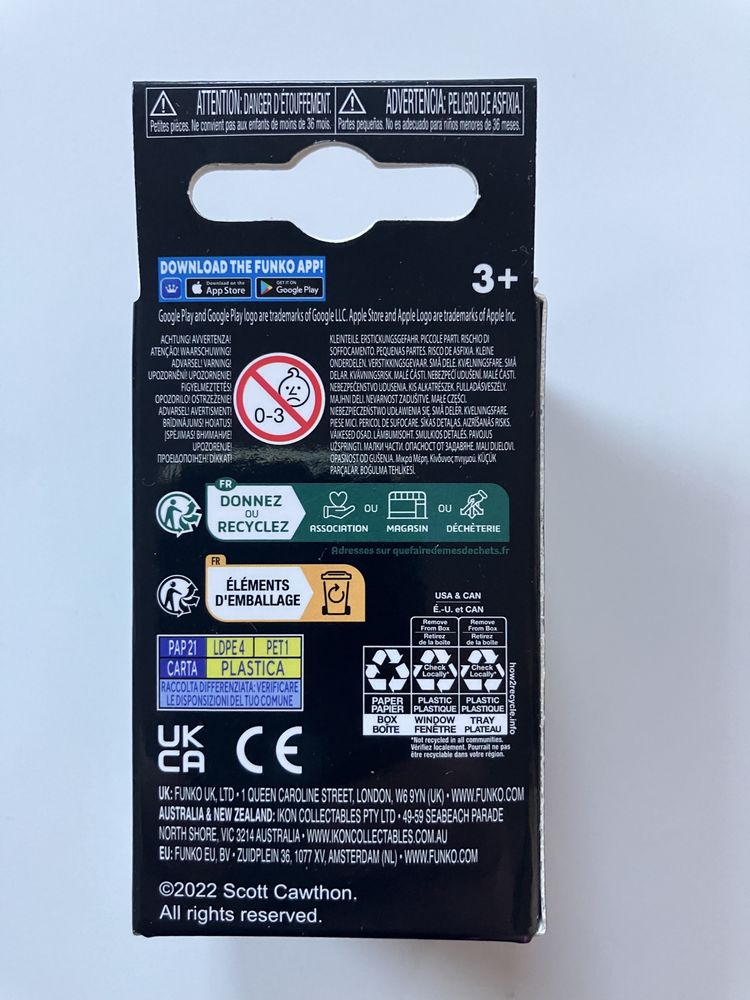 ATTENTION: DANGER D'ÉTOUFFEMENT.
Petites pièces. Ne convient pas aux enfants de moins de 36 mois.
ADVERTENCIA: PELIGRO DE ASFIXIA.
Partes pequeñas. No es adecuado para niños menores de 36 meses.
DOWNLOAD THE FUNKO APP!
Download on the
App Store
GET IT ON
Google Play
3+
Google Play and Google Play logo are trademarks of Google LLC. Apple Store and Apple Logo are trademarks of Apple Inc.
ACHTUNG! AVVERTENZA!
ATENÇÃO! WAARSCHUWING!
ADVARSEL! VARNING!
UPOZORNĚNÍ! UPOZORNENIE!
FIGYELMEZTETÉS!
OPOZORILO! OSTRZEŻENIE!
ADVARSEL! AVERTISMENT!
BRĪDINĀJUMS! HOIATUS!
ĮSPĖJIMAS! ВНИМАНИЕ!
UPOZORENJE!
ΠΡΟΕΙΔΟΠΟΙΗΣΗ! DİKKAT!
0-3
KLEINTEILE. ERSTICKUNGSGEFAHR. PICCOLE PARTI. RISCHIO DI
SOFFOCAMENTO. PEQUENAS PARTES. RISCO DE ASFIXIA. KLEINE
ONDERDELEN. VERSTIKKINGSGEVAAR. SMÅ DELE. KVÆLNINGSFARE. SMÅ
DELAR. KVÄVNINGSRISK. MALÉ ČÁSTI. NEBEZPEČÍ UDUŠENÍ. MALÉ ČASTI.
NEBEZPEČENSTVO UDUSENIA. KIS ALKATRÉSZEK. FULLADÁSVESZÉLY.
MAJHNI DELI. NEVARNOST ZADUŠITVE. MAŁE CZĘŚCI.
NIEBEZPIECZEŃSTWO UDŁAWIENIA SIĘ. SMÅ DELER. KVELNINGSFARE.
PIESE MICI. PERICOL DE SUFOCARE. SĪKAS DETAĻAS. AIZRĪŠANĀS RISKS.
VÄIKESED OSAD. LÄMBUMISOHT. SMULKIOS DETALĖS. PAVOJUS
UŽSPRINGTI. МАЛКИ ЧАСТИ. ОПАСНОСТ ОТ ЗАДАВЯНЕ. MALI DIJELOVI.
OPASNOST OD GUŠENJA. Μικρά Μέρη. Κίνδυνος πνιγμού. KÜÇÜK
PARÇALAR. BOĞULMA TEHLİKESİ.
FR
DONNEZ
OU
RECYCLEZ
ASSOCIATION
OU
MAGASIN
OU
DÉCHÈTERIE
Adresses sur quefairedemesdechets.fr
FR
ÉLÉMENTS
D'EMBALLAGE
PAP 21
LDPE 4
PET 1
CARTA
PLASTICA
RACCOLTA DIFFERENZIATA: VERIFICARE
LE DISPONSIZIONI DEL TUO COMUNE
USA & CAN
É.-U. et CAN
Remove
From Box
Retirez
de la boîte
Remove
From Box
Retirez
de la boîte
Check
Locally*
Check
Locally*
PAPER
PAPIER
BOX
BOÎTE
PLASTIC
PLASTIQUE
WINDOW
FENÊTRE
PLASTIC
PLASTIQUE
TRAY
PLATEAU
how2recycle.info
*Not recycled in all communities.
Vérifiez localement. Pourrait ne pas
être recyclable dans votre région.
UK
CA
CE
UK: FUNKO UK, LTD • 1 QUEEN CAROLINE STREET, LONDON, W6 9YN (UK) • WWW.FUNKO.COM
AUSTRALIA & NEW ZEALAND: IKON COLLECTABLES PTY LTD • 49-59 SEABEACH PARADE
NORTH SHORE, VIC 3214 AUSTRALIA • WWW.IKONCOLLECTABLES.COM.AU
EU: FUNKO EU, BV • ZUIDPLEIN 36, 1077 XV, AMSTERDAM (NL) • WWW.FUNKO.COM
©2022 Scott Cawthon.
All rights reserved.